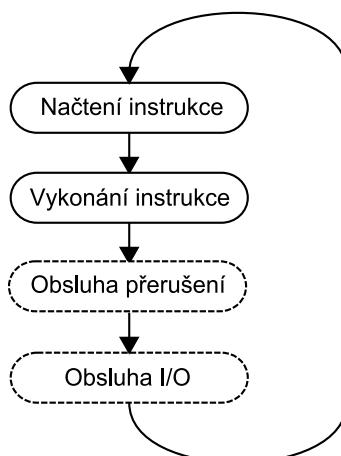 Načtení instrukce
Vykonání instrukce
Obsluha přerušení
Obsluha I/O